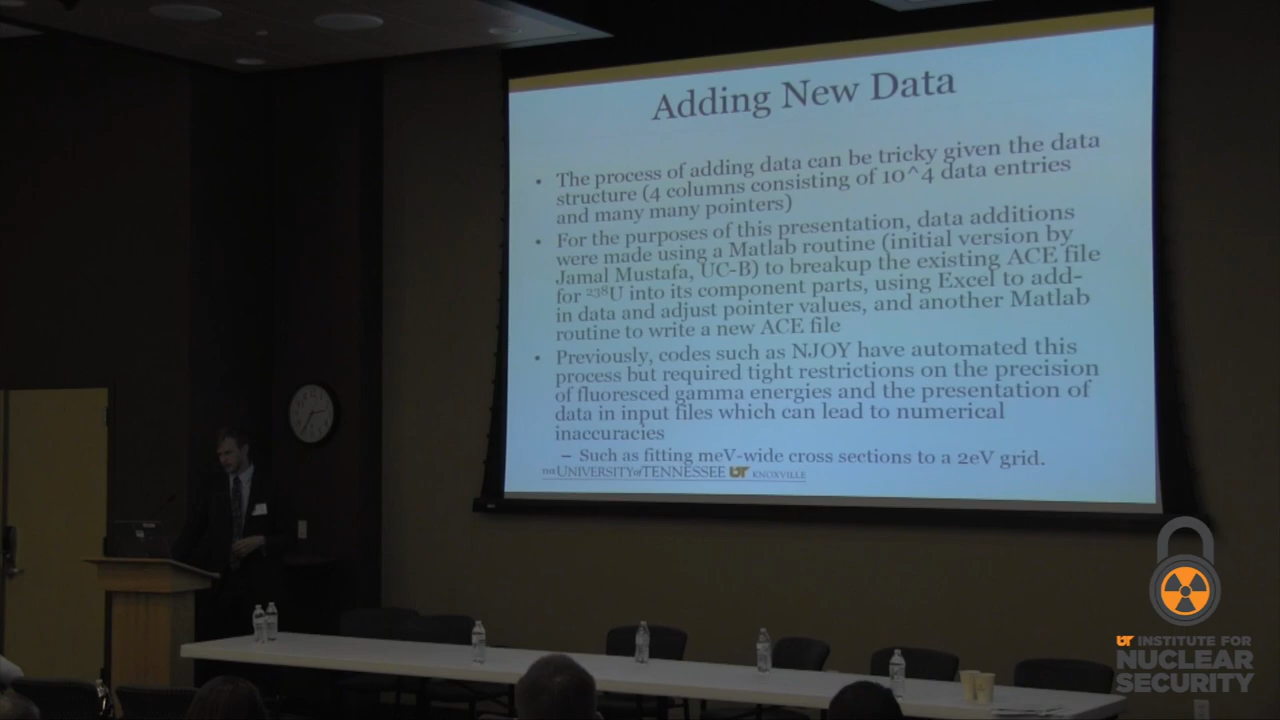 Adding New Data
• The process of adding data can be tricky given the data
structure (4 columns consisting of 10^4 data entries
and many many pointers)
• For the purposes of this presentation, data additions
were made using a Matlab routine (initial version by
Jamal Mustafa, UC-B) to breakup the existing ACE file
for ²³⁸U into its component parts, using Excel to add-
in data and adjust pointer values, and another Matlab
routine to write a new ACE file
• Previously, codes such as NJOY have automated this
process but required tight restrictions on the precision
of fluoresced gamma energies and the presentation of
data in input files which can lead to numerical
inaccuracies
– Such as fitting meV-wide cross sections to a 2eV grid.
THE UNIVERSITY of TENNESSEE UT KNOXVILLE
UT INSTITUTE FOR
NUCLEAR
SECURITY